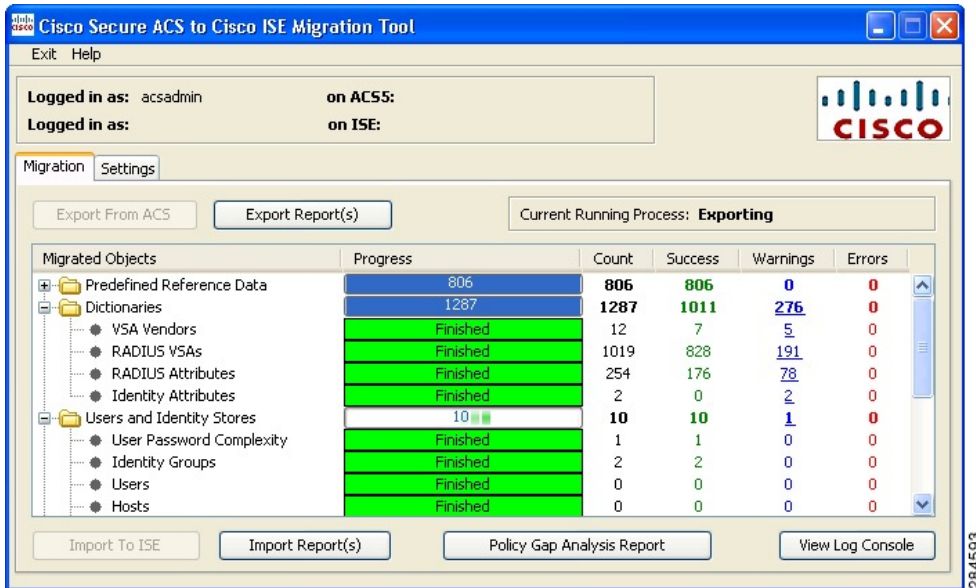 Cisco Secure ACS to Cisco ISE Migration Tool
Exit Help
Logged in as: acsadmin on ACS5:
Logged in as: on ISE:
CISCO
Migration Settings
Export From ACS Export Report(s) Current Running Process: Exporting
Migrated Objects Progress Count Success Warnings Errors
Predefined Reference Data 806 806 806 0 0
Dictionaries 1287 1287 1011 276 0
VSA Vendors Finished 12 7 5 0
RADIUS VSAs Finished 1019 828 191 0
RADIUS Attributes Finished 254 176 78 0
Identity Attributes Finished 2 0 2 0
Users and Identity Stores 10 10 10 1 0
User Password Complexity Finished 1 1 0 0
Identity Groups Finished 2 2 0 0
Users Finished 0 0 0 0
Hosts Finished 0 0 0 0
Import To ISE Import Report(s) Policy Gap Analysis Report View Log Console